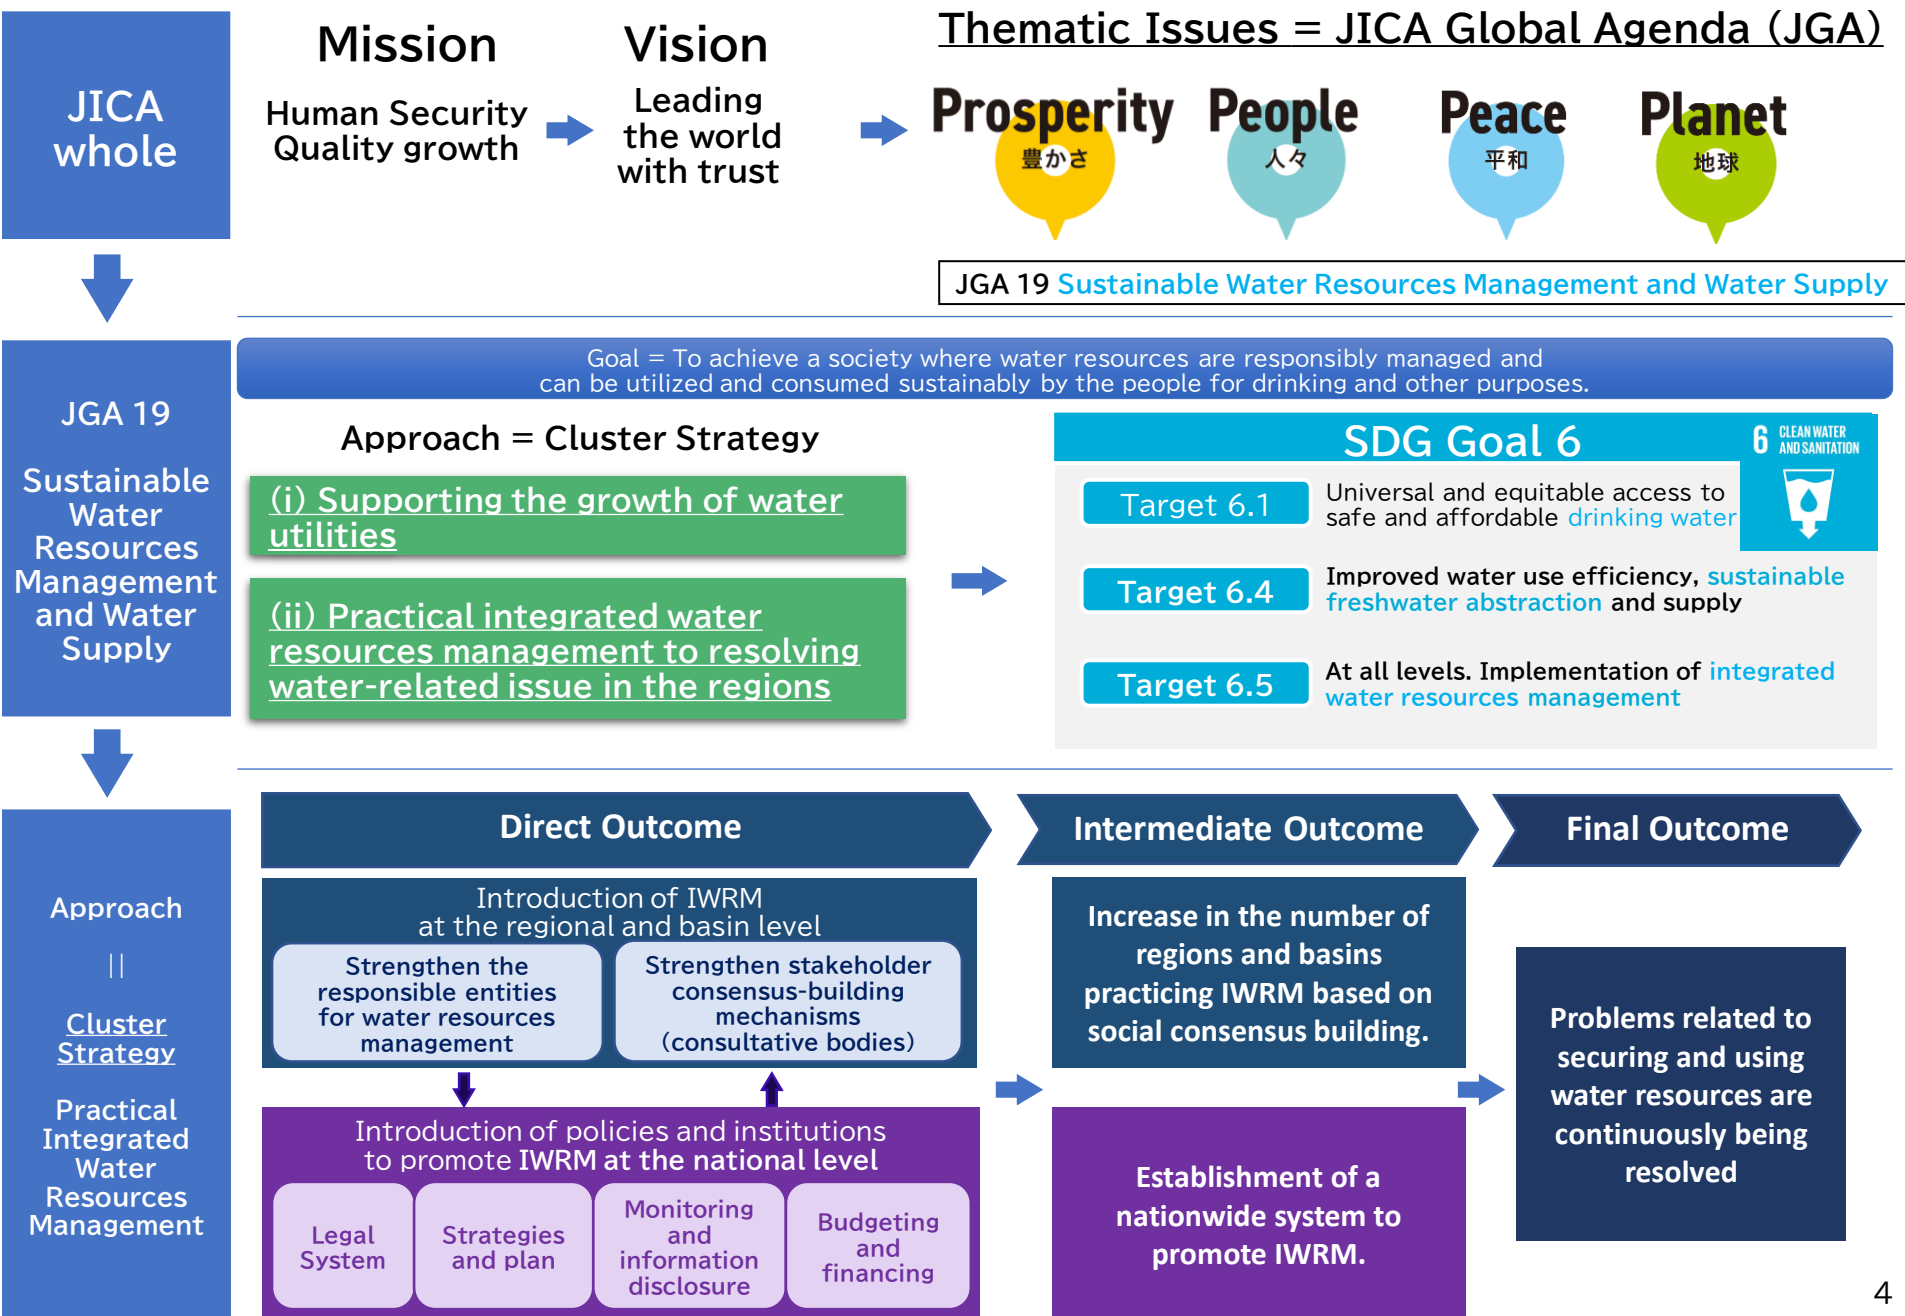 JICA
whole
Mission
Human Security
Quality growth
Vision
Leading
the world
with trust
Thematic Issues = JICA Global Agenda (JGA)
Prosperity
豊かさ
People
人々
Peace
平和
Planet
地球
JGA 19 Sustainable Water Resources Management and Water Supply
JGA 19
Sustainable
Water
Resources
Management
and Water
Supply
Goal = To achieve a society where water resources are responsibly managed and
can be utilized and consumed sustainably by the people for drinking and other purposes.
Approach = Cluster Strategy
(i) Supporting the growth of water
utilities
(ii) Practical integrated water
resources management to resolving
water-related issue in the regions
SDG Goal 6
6 CLEAN WATER
AND SANITATION
Target 6.1
Universal and equitable access to
safe and affordable drinking water
Target 6.4
Improved water use efficiency, sustainable
freshwater abstraction and supply
Target 6.5
At all levels. Implementation of integrated
water resources management
Approach
||
Cluster
Strategy
Practical
Integrated
Water
Resources
Management
Direct Outcome
Introduction of IWRM
at the regional and basin level
Strengthen the
responsible entities
for water resources
management
Strengthen stakeholder
consensus-building
mechanisms
(consultative bodies)
Introduction of policies and institutions
to promote IWRM at the national level
Legal
System
Strategies
and plan
Monitoring
and
information
disclosure
Budgeting
and
financing
Intermediate Outcome
Increase in the number of
regions and basins
practicing IWRM based on
social consensus building.
Establishment of a
nationwide system to
promote IWRM.
Final Outcome
Problems related to
securing and using
water resources are
continuously being
resolved
4